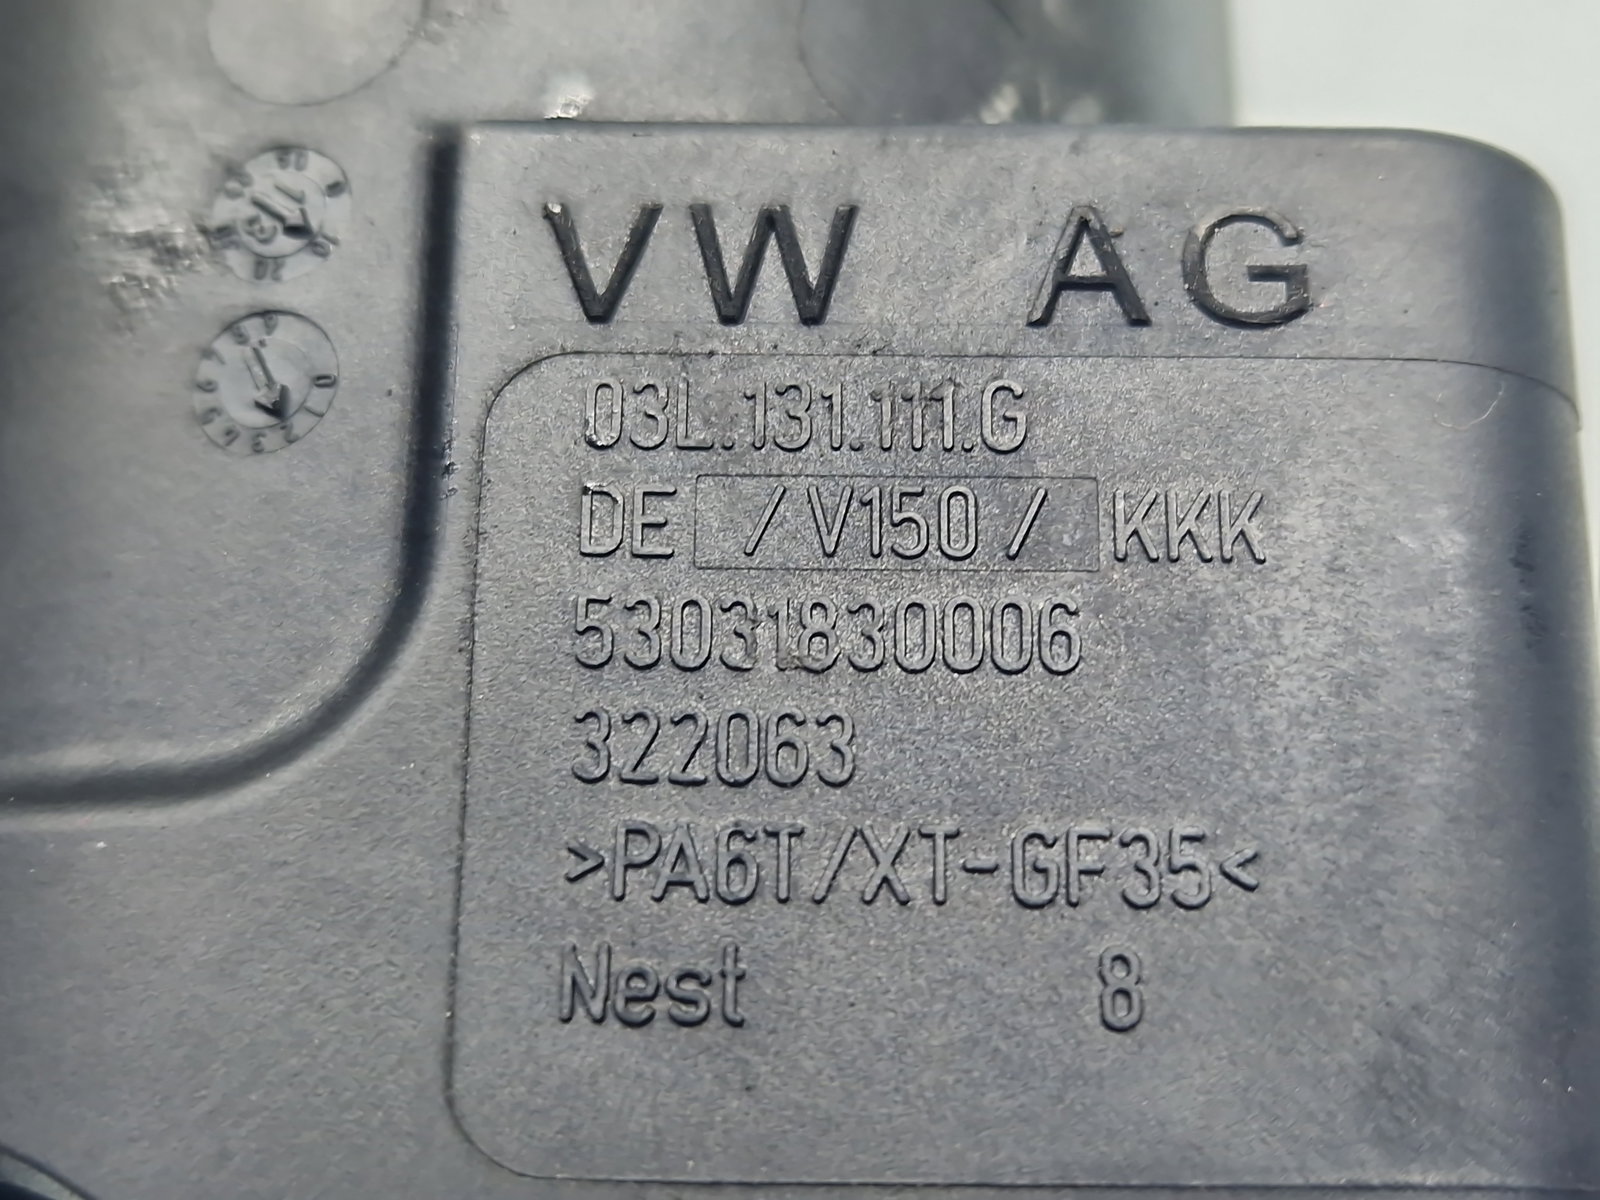 VW AG
03L.131.111.G
DE /V150/ KKK
53031830006
322063
>PA6T/XT-GF35<
Nest 8